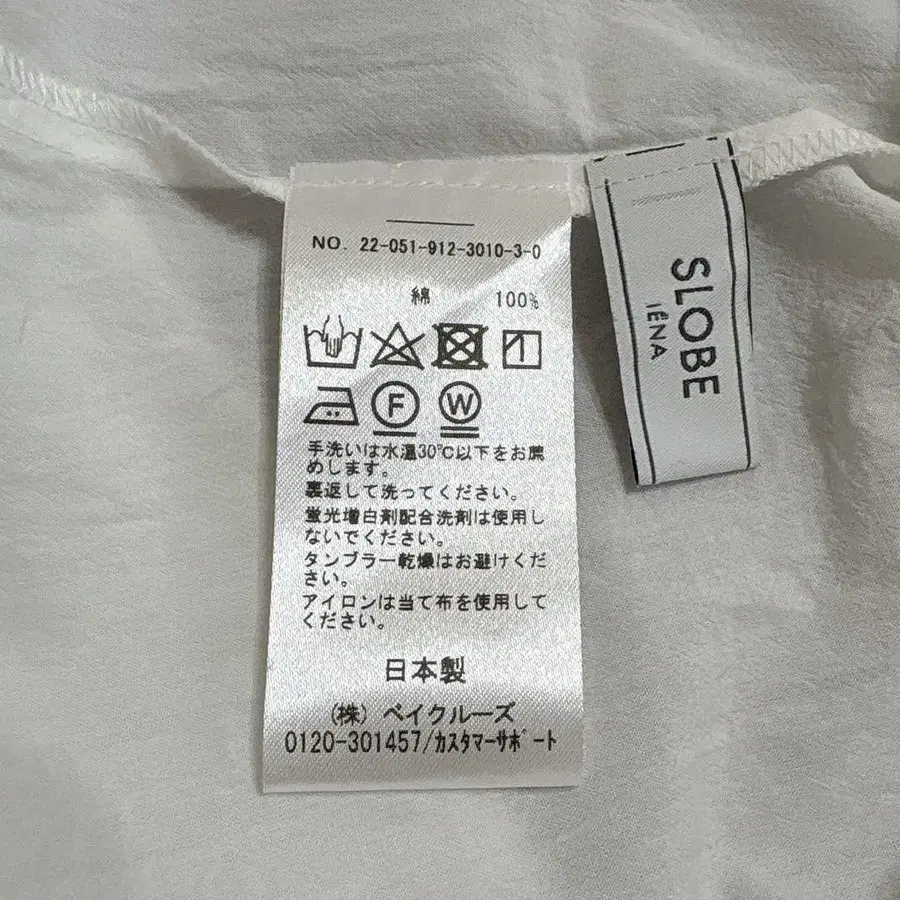 NO. 22-051-912-3010-3-0
綿 100%
F W
手洗いは水温30℃以下をお薦
めします。
裏返して洗ってください。
蛍光増白剤配合洗剤は使用し
ないでください。
タンブラー乾燥はお避けくだ
さい。
アイロンは当て布を使用して
ください。
日本製
(株) ベイクルーズ
0120-301457/カスタマーサポート
SLOBE
IÉNA